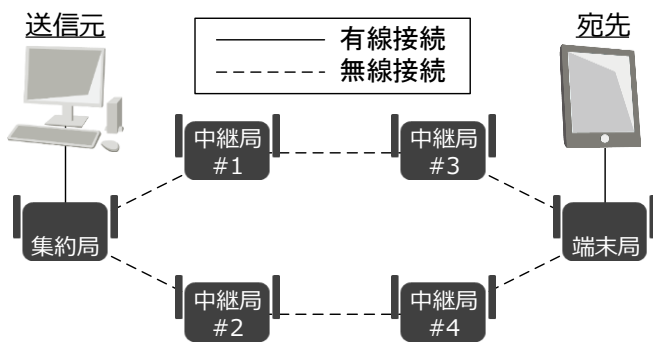 送信元
有線接続
無線接続
宛先
中継局
#1
中継局
#3
集約局
端末局
中継局
#2
中継局
#4